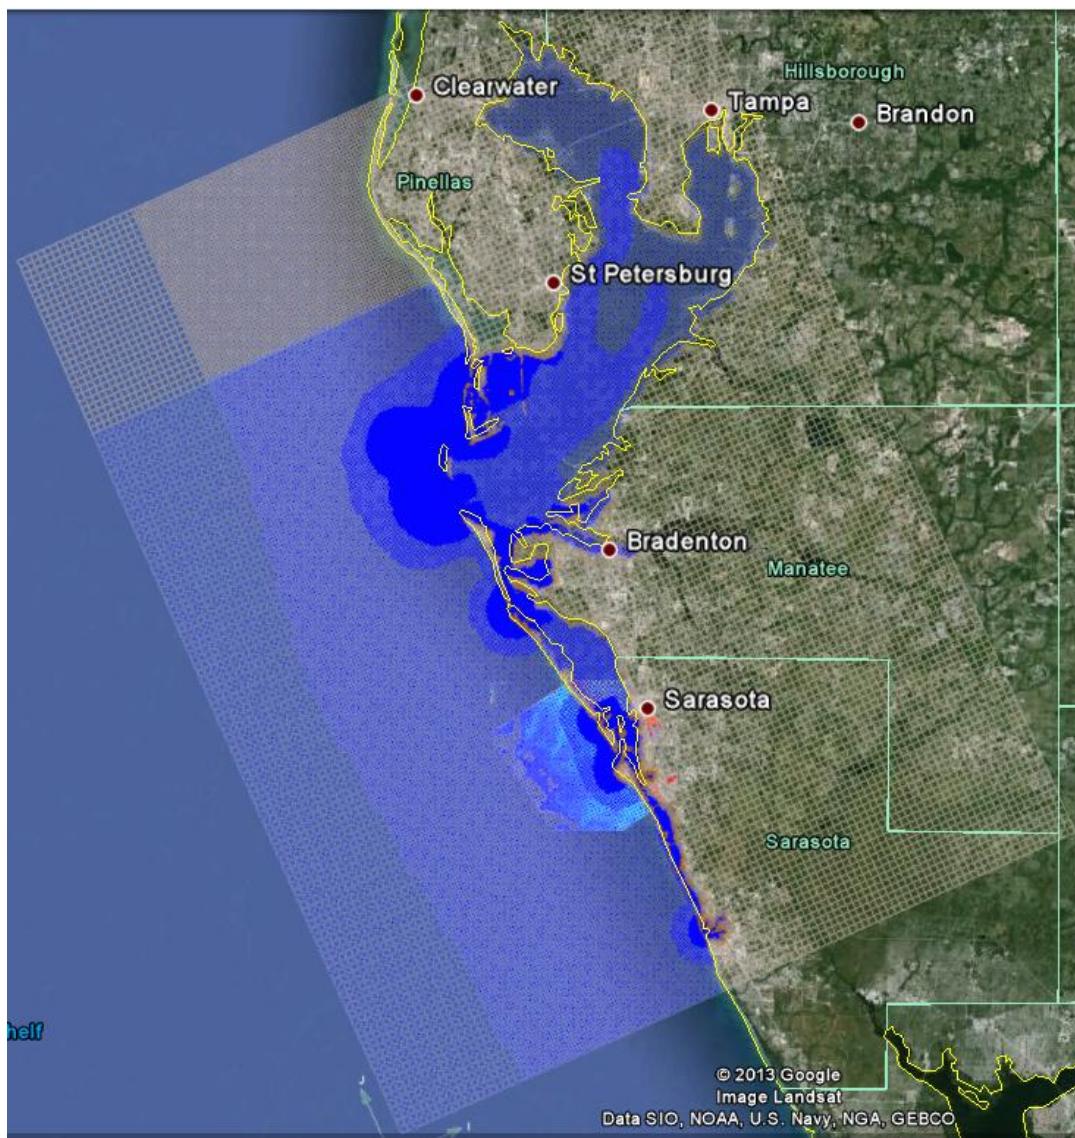 Hillsborough
Clearwater
Tampa
Brandon
Pinellas
St Petersburg
Bradenton
Manatee
Sarasota
Sarasota
helf
© 2013 Google
Image Landsat
Data SIO, NOAA, U.S. Navy, NGA, GEBCO